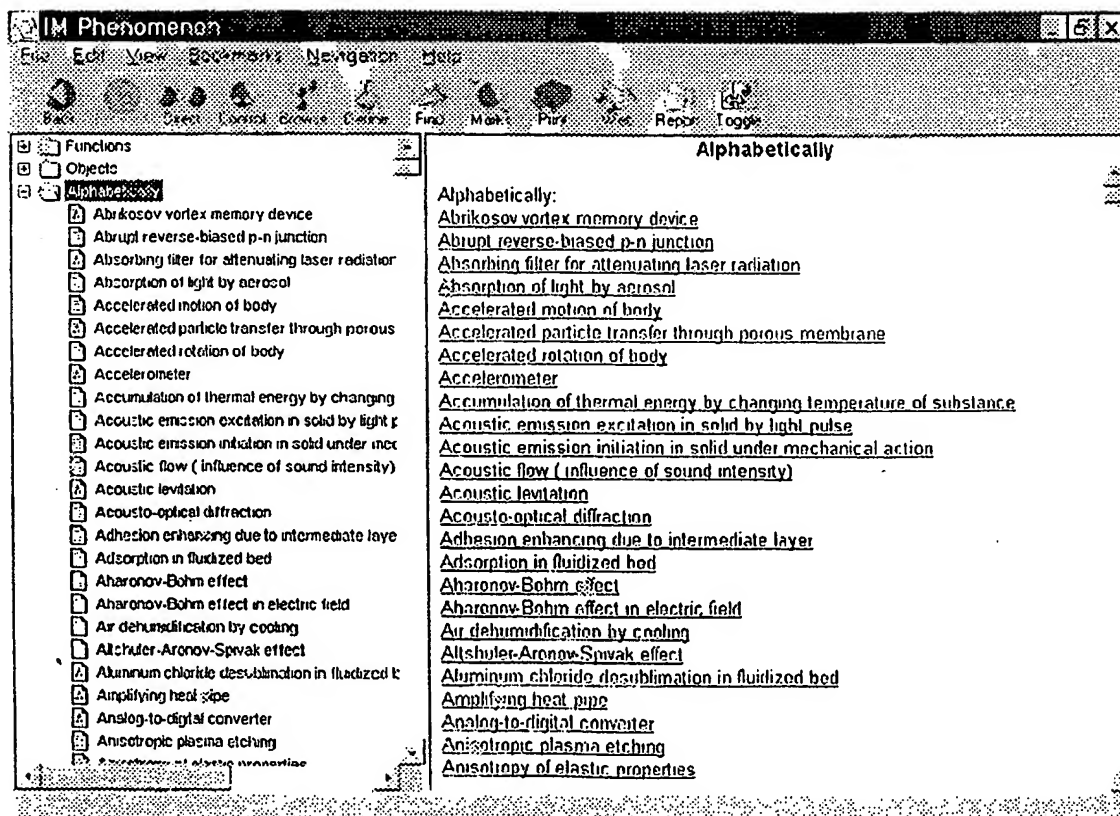 IM Phenomenon
File Edit View Bookmarks Navigation Help
Back Direct Control Browse Define Find Marks Print Web Report Toggle
Functions
Objects
Alphabetically
Abrikosov vortex memory device
Abrupt reverse-biased p-n junction
Absorbing filter for attenuating laser radiation
Absorption of light by aerosol
Accelerated motion of body
Accelerated particle transfer through porous
Accelerated rotation of body
Accelerometer
Accumulation of thermal energy by changing
Acoustic emission excitation in solid by light p
Acoustic emission initiation in solid under mec
Acoustic flow ( influence of sound intensity)
Acoustic levitation
Acousto-optical diffraction
Adhesion enhancing due to intermediate laye
Adsorption in fluidized bed
Aharonov-Bohm effect
Aharonov-Bohm effect in electric field
Air dehumidification by cooling
Altshuler-Aronov-Spivak effect
Aluminum chloride desublimation in fluidized b
Amplifying heat pipe
Analog-to-digital converter
Anisotropic plasma etching
Anisotropy of elastic properties
Alphabetically
Alphabetically:
Abrikosov vortex memory device
Abrupt reverse-biased p-n junction
Absorbing filter for attenuating laser radiation
Absorption of light by aerosol
Accelerated motion of body
Accelerated particle transfer through porous membrane
Accelerated rotation of body
Accelerometer
Accumulation of thermal energy by changing temperature of substance
Acoustic emission excitation in solid by light pulse
Acoustic emission initiation in solid under mechanical action
Acoustic flow ( influence of sound intensity)
Acoustic levitation
Acousto-optical diffraction
Adhesion enhancing due to intermediate layer
Adsorption in fluidized bed
Aharonov-Bohm effect
Aharonov-Bohm effect in electric field
Air dehumidification by cooling
Altshuler-Aronov-Spivak effect
Aluminum chloride desublimation in fluidized bed
Amplifying heat pipe
Analog-to-digital converter
Anisotropic plasma etching
Anisotropy of elastic properties